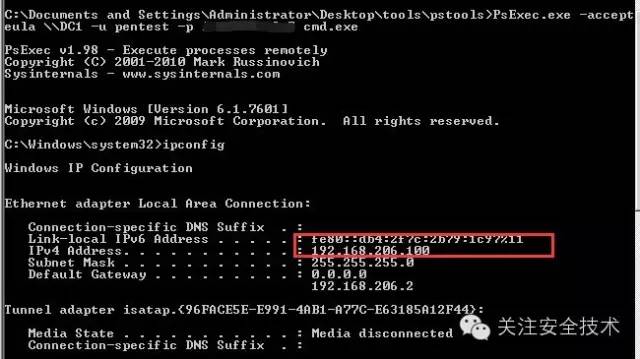 C:\Documents and Settings\Administrator\Desktop\tools\pstools>PsExec.exe -accept
eula \\DC1 -u pentest -p cmd.exe
PsExec v1.98 - Execute processes remotely
Copyright (C) 2001-2010 Mark Russinovich
Sysinternals - www.sysinternals.com
Microsoft Windows [Version 6.1.7601]
Copyright (c) 2009 Microsoft Corporation.  All rights reserved.
C:\Windows\system32>ipconfig
Windows IP Configuration
Ethernet adapter Local Area Connection:
Connection-specific DNS Suffix  . :
Link-local IPv6 Address . . . . . : fe80::db4:2f7c:2b79:1c97%11
IPv4 Address. . . . . . . . . . . : 192.168.206.100
Subnet Mask . . . . . . . . . . . : 255.255.255.0
Default Gateway . . . . . . . . . : 0.0.0.0
192.168.206.2
Tunnel adapter isatap.{96FACE5E-E991-4AB1-A77C-E63185A12F44}:
Media State . . . . . . . . . . . : Media disconnected
Connection-specific DNS Suffix  . :
关注安全技术